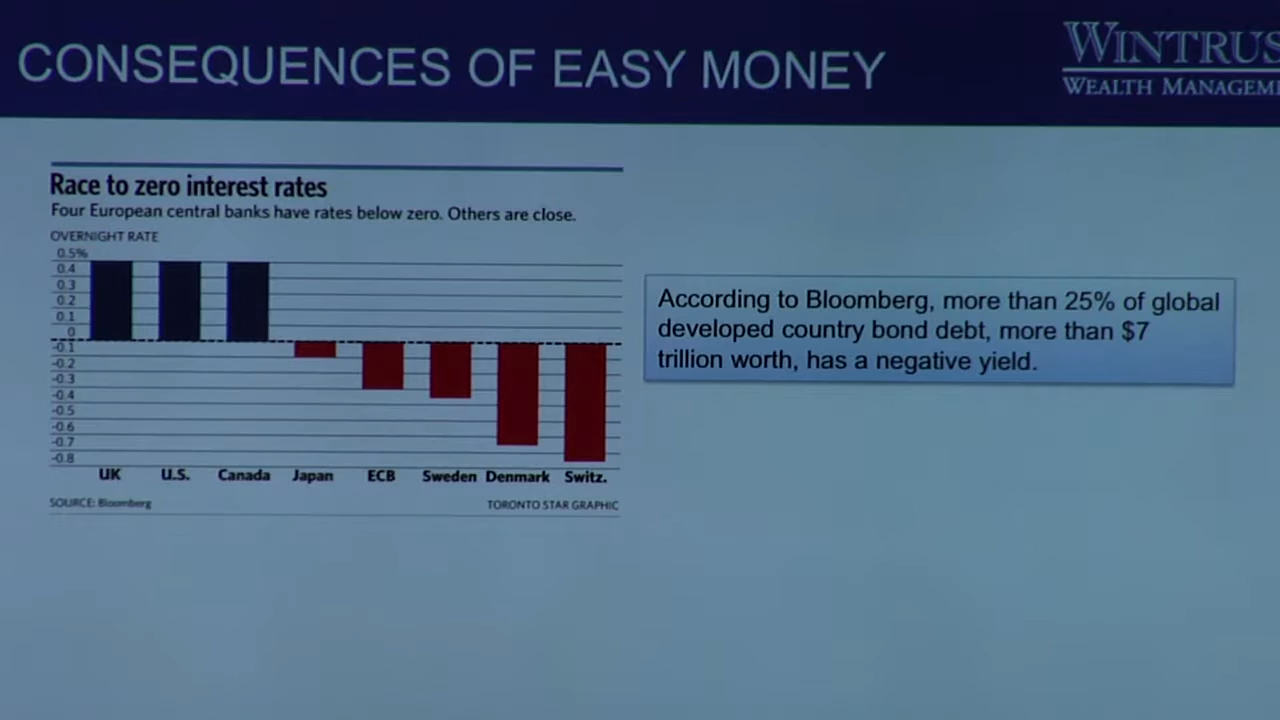 CONSEQUENCES OF EASY MONEY
WINTRUS
WEALTH MANAGEM
Race to zero interest rates
Four European central banks have rates below zero. Others are close.
OVERNIGHT RATE
0.5%
0.4
0.3
0.2
0.1
0
-0.1
-0.2
-0.3
-0.4
-0.5
-0.6
-0.7
-0.8
UK U.S. Canada Japan ECB Sweden Denmark Switz.
SOURCE: Bloomberg
TORONTO STAR GRAPHIC
According to Bloomberg, more than 25% of global
developed country bond debt, more than $7
trillion worth, has a negative yield.